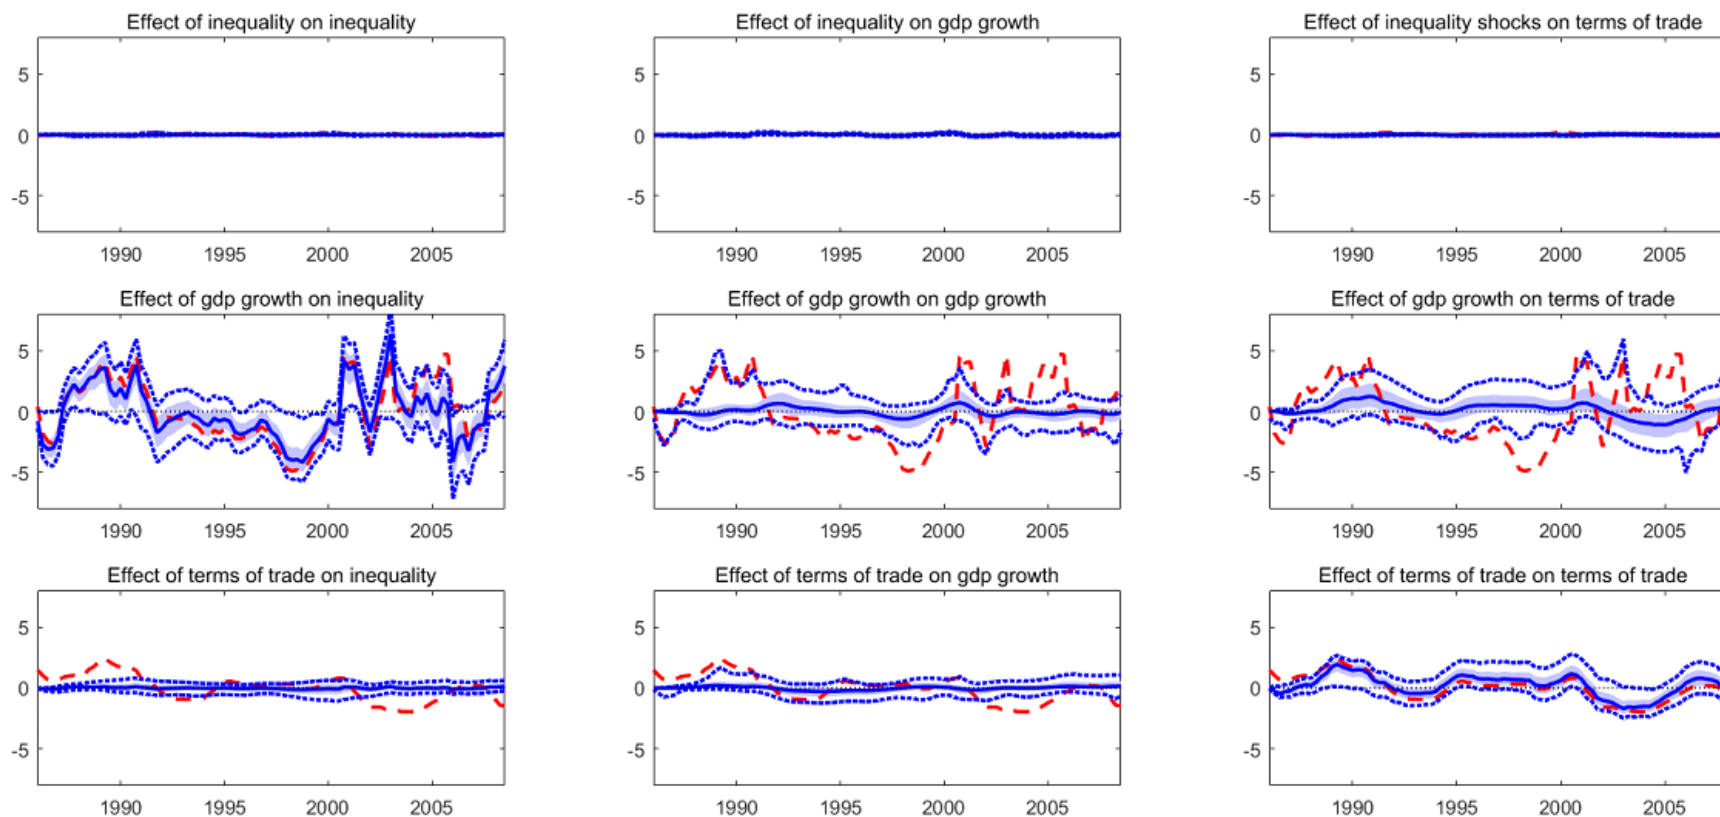 Effect of inequality on inequality
Effect of inequality on gdp growth
Effect of inequality shocks on terms of trade
5
0
-5
1990 1995 2000 2005
5
0
-5
1990 1995 2000 2005
5
0
-5
1990 1995 2000 2005
Effect of gdp growth on inequality
Effect of gdp growth on gdp growth
Effect of gdp growth on terms of trade
5
0
-5
1990 1995 2000 2005
5
0
-5
1990 1995 2000 2005
5
0
-5
1990 1995 2000 2005
Effect of terms of trade on inequality
Effect of terms of trade on gdp growth
Effect of terms of trade on terms of trade
5
0
-5
1990 1995 2000 2005
5
0
-5
1990 1995 2000 2005
5
0
-5
1990 1995 2000 2005